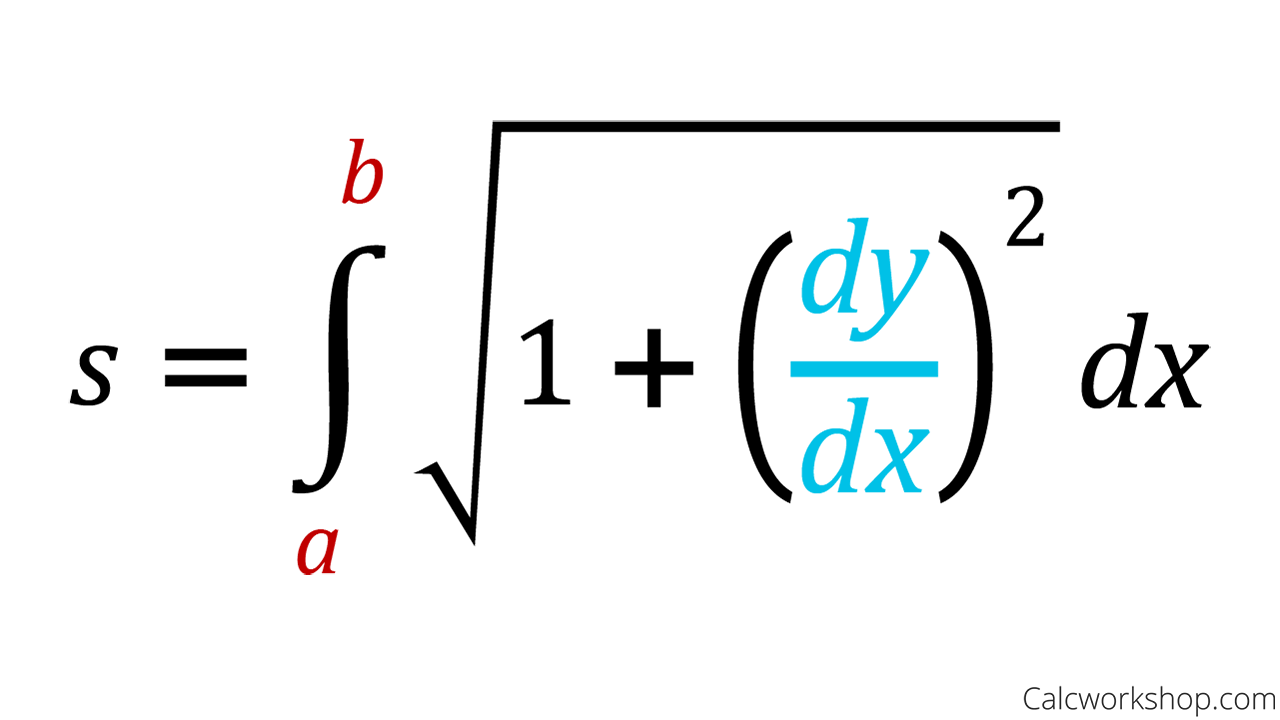 s = ∫_a^b √(1 + (dy/dx)^2) dx
Calcworkshop.com